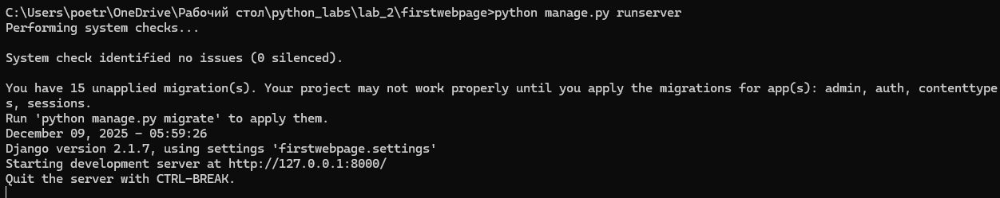 C:\Users\poetr\OneDrive\Рабочий стол\python_labs\lab_2\firstwebpage>python manage.py runserver
Performing system checks...
System check identified no issues (0 silenced).
You have 15 unapplied migration(s). Your project may not work properly until you apply the migrations for app(s): admin, auth, contenttype
s, sessions.
Run 'python manage.py migrate' to apply them.
December 09, 2025 - 05:59:26
Django version 2.1.7, using settings 'firstwebpage.settings'
Starting development server at http://127.0.0.1:8000/
Quit the server with CTRL-BREAK.